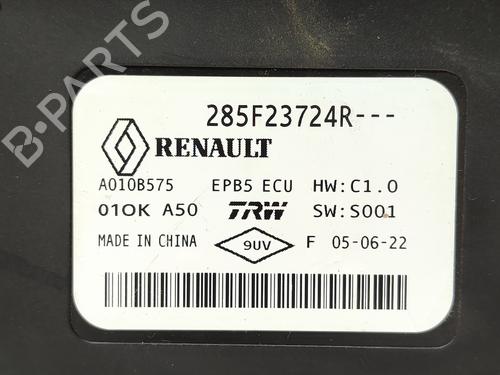 B-PARTS
285F23724R---
RENAULT
A010B575 EPB5 ECU HW:C1.0
010K A50 TRW SW:S001
MADE IN CHINA 9UV F 05-06-22